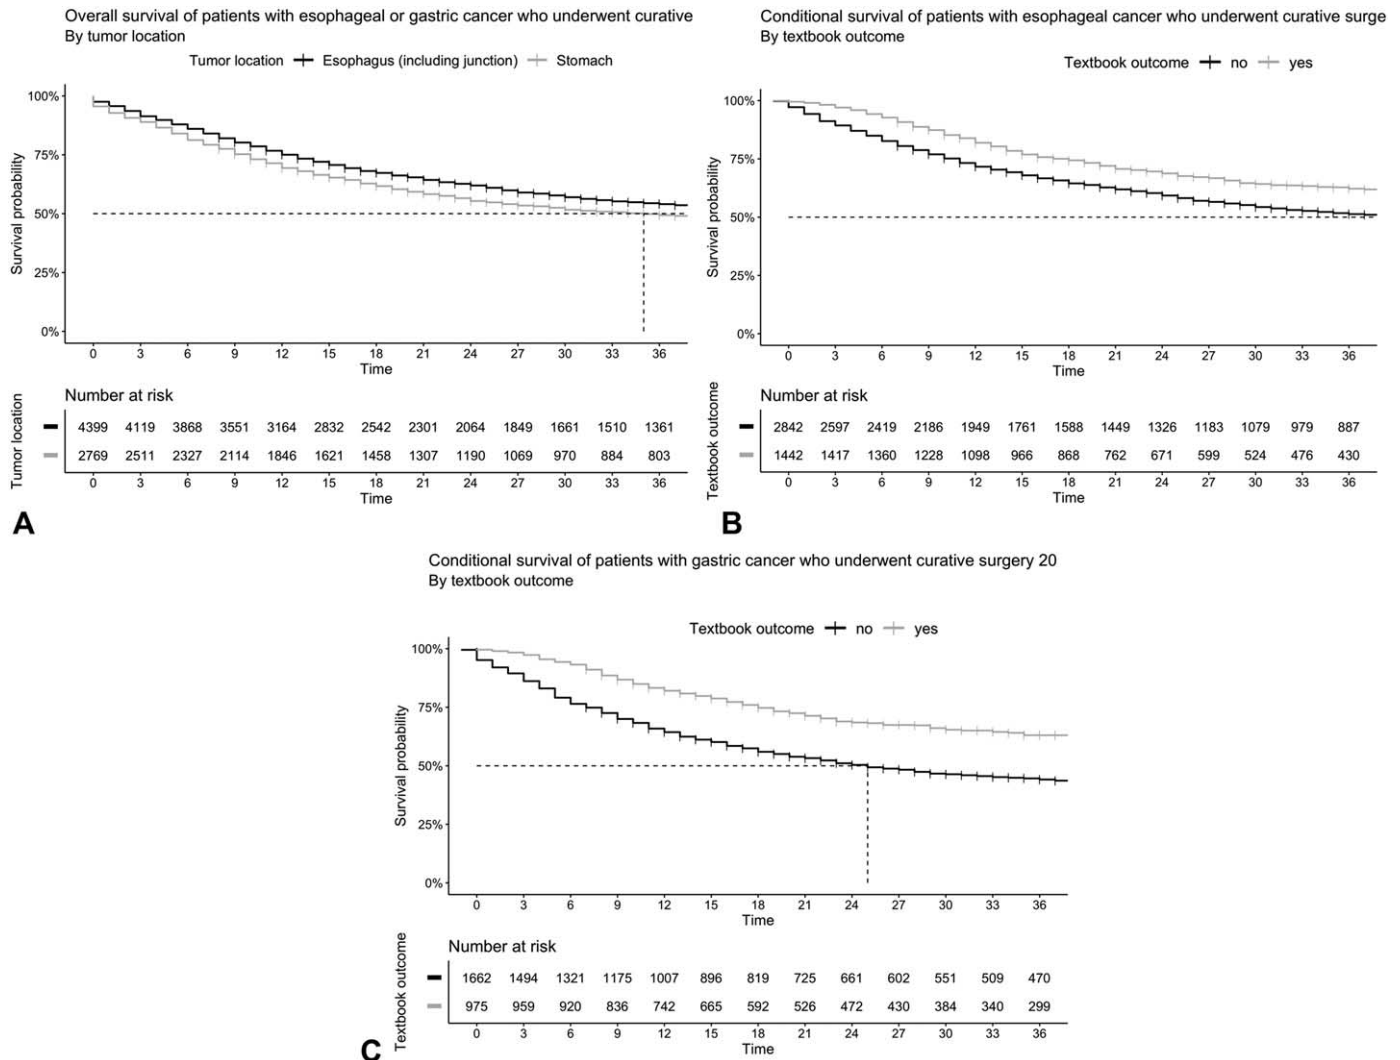 Overall survival of patients with esophageal or gastric cancer who underwent curative
By tumor location
Tumor location Esophagus (including junction) Stomach
100%
75%
50%
25%
0%
Survival probability
0 3 6 9 12 15 18 21 24 27 30 33 36
Time
Number at risk
Tumor location
4399 4119 3868 3551 3164 2832 2542 2301 2064 1849 1661 1510 1361
2769 2511 2327 2114 1846 1621 1458 1307 1190 1069 970 884 803
0 3 6 9 12 15 18 21 24 27 30 33 36
Time
A
Conditional survival of patients with esophageal cancer who underwent curative surge
By textbook outcome
Textbook outcome no yes
100%
75%
50%
25%
0%
Survival probability
0 3 6 9 12 15 18 21 24 27 30 33 36
Time
Number at risk
Textbook outcome
2842 2597 2419 2186 1949 1761 1588 1449 1326 1183 1079 979 887
1442 1417 1360 1228 1098 966 868 762 671 599 524 476 430
0 3 6 9 12 15 18 21 24 27 30 33 36
Time
B
Conditional survival of patients with gastric cancer who underwent curative surgery 20
By textbook outcome
Textbook outcome no yes
100%
75%
50%
25%
0%
Survival probability
0 3 6 9 12 15 18 21 24 27 30 33 36
Time
Number at risk
Textbook outcome
1662 1494 1321 1175 1007 896 819 725 661 602 551 509 470
975 959 920 836 742 665 592 526 472 430 384 340 299
0 3 6 9 12 15 18 21 24 27 30 33 36
Time
C